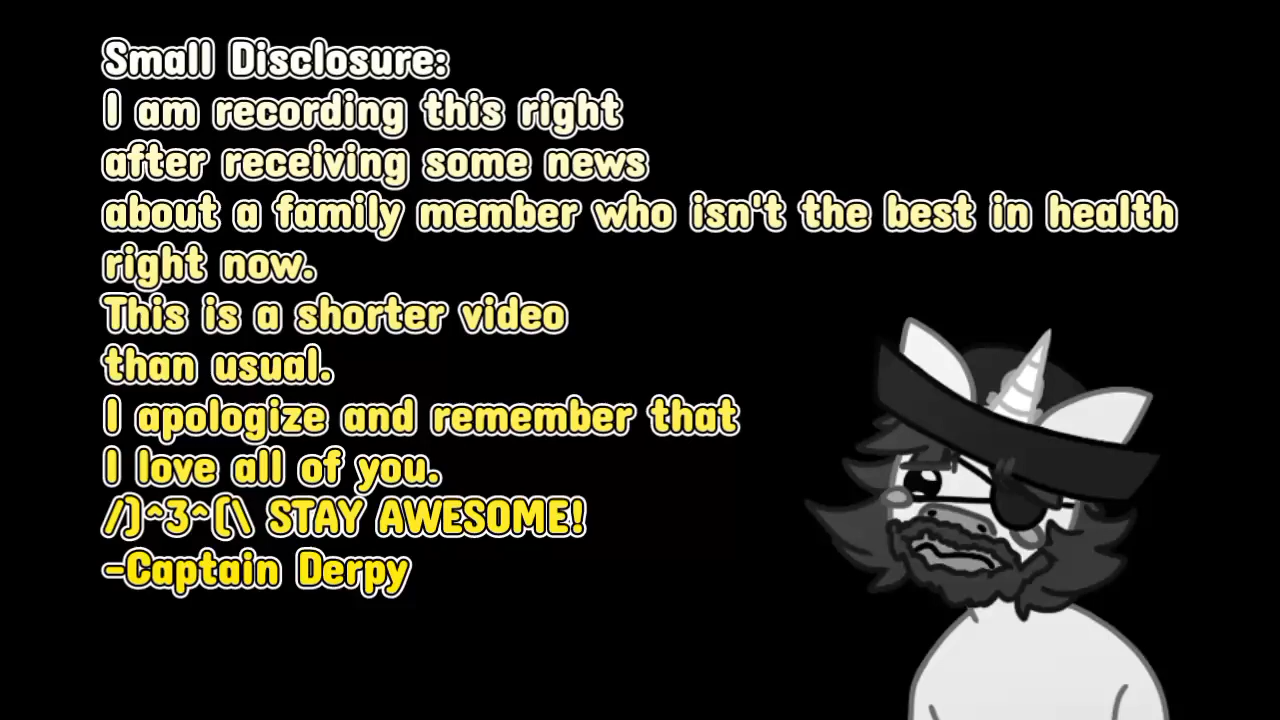 Small Disclosure:
I am recording this right
after receiving some news
about a family member who isn't the best in health
right now.
This is a shorter video
than usual.
I apologize and remember that
I love all of you.
/)^3^(\ STAY AWESOME!
-Captain Derpy